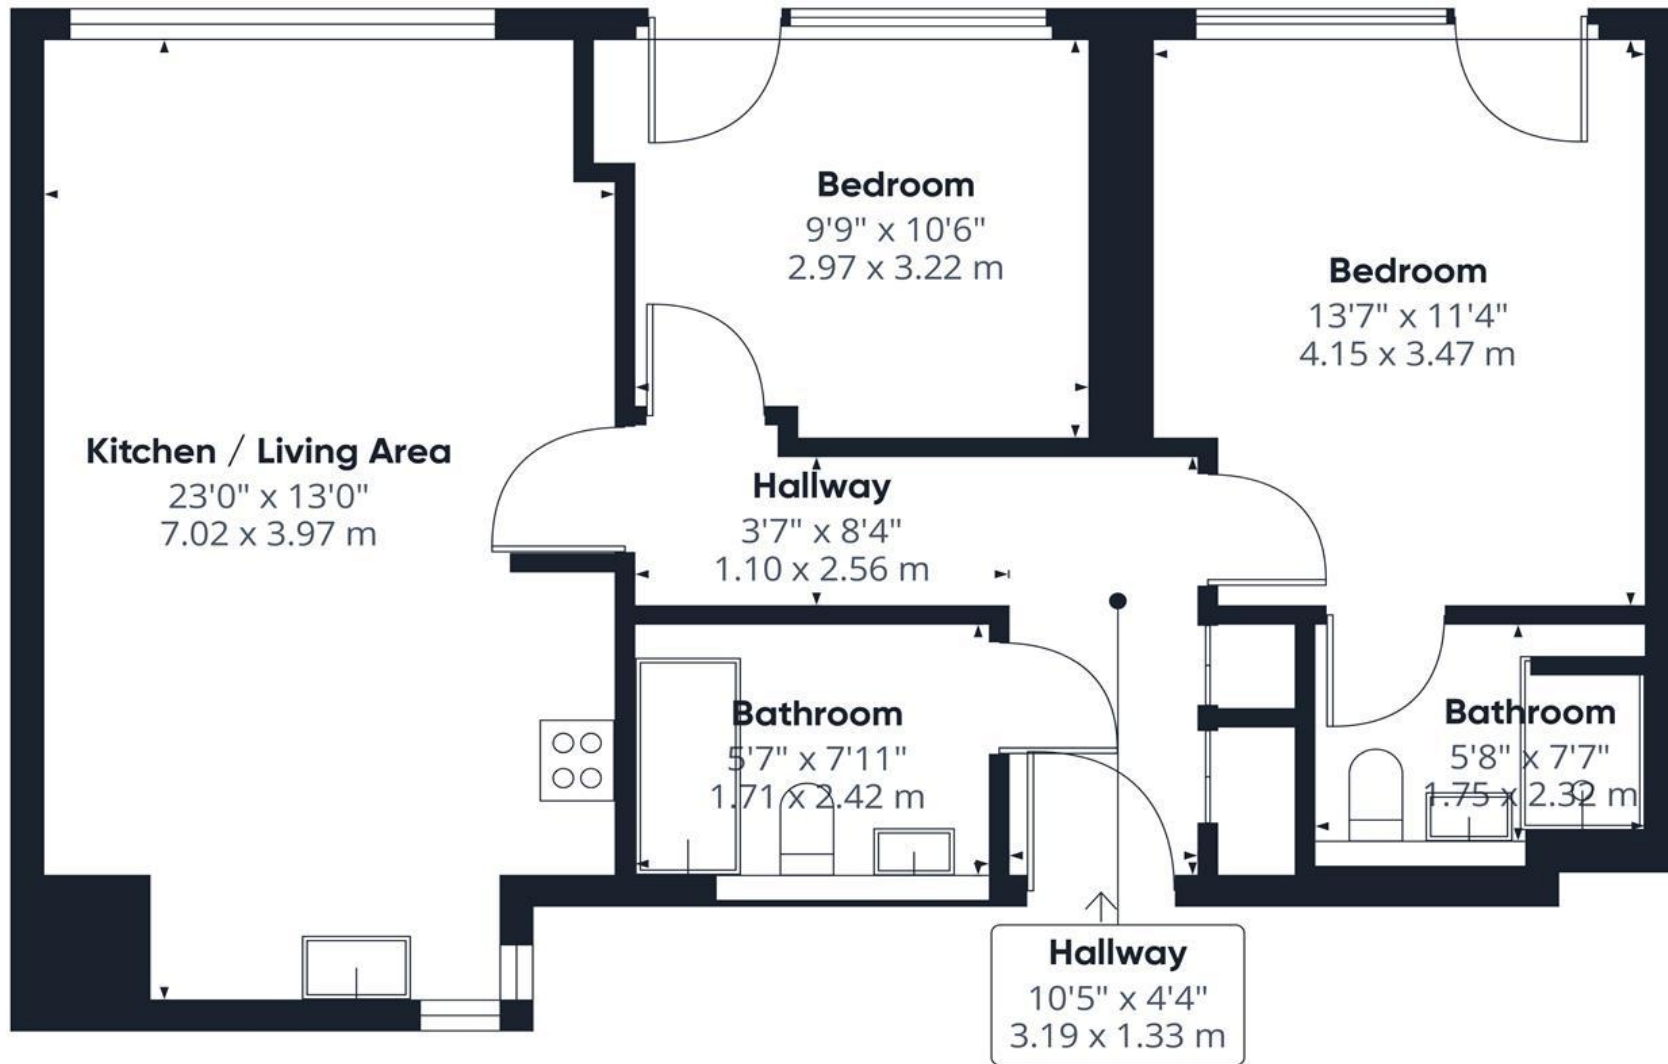 Bedroom
9'9" x 10'6"
2.97 x 3.22 m
Bedroom
13'7" x 11'4"
4.15 x 3.47 m
Kitchen / Living Area
23'0" x 13'0"
7.02 x 3.97 m
Hallway
3'7" x 8'4"
1.10 x 2.56 m
Bathroom
5'7" x 7'11"
1.71 x 2.42 m
Bathroom
5'8" x 7'7"
1.75 x 2.32 m
Hallway
10'5" x 4'4"
3.19 x 1.33 m